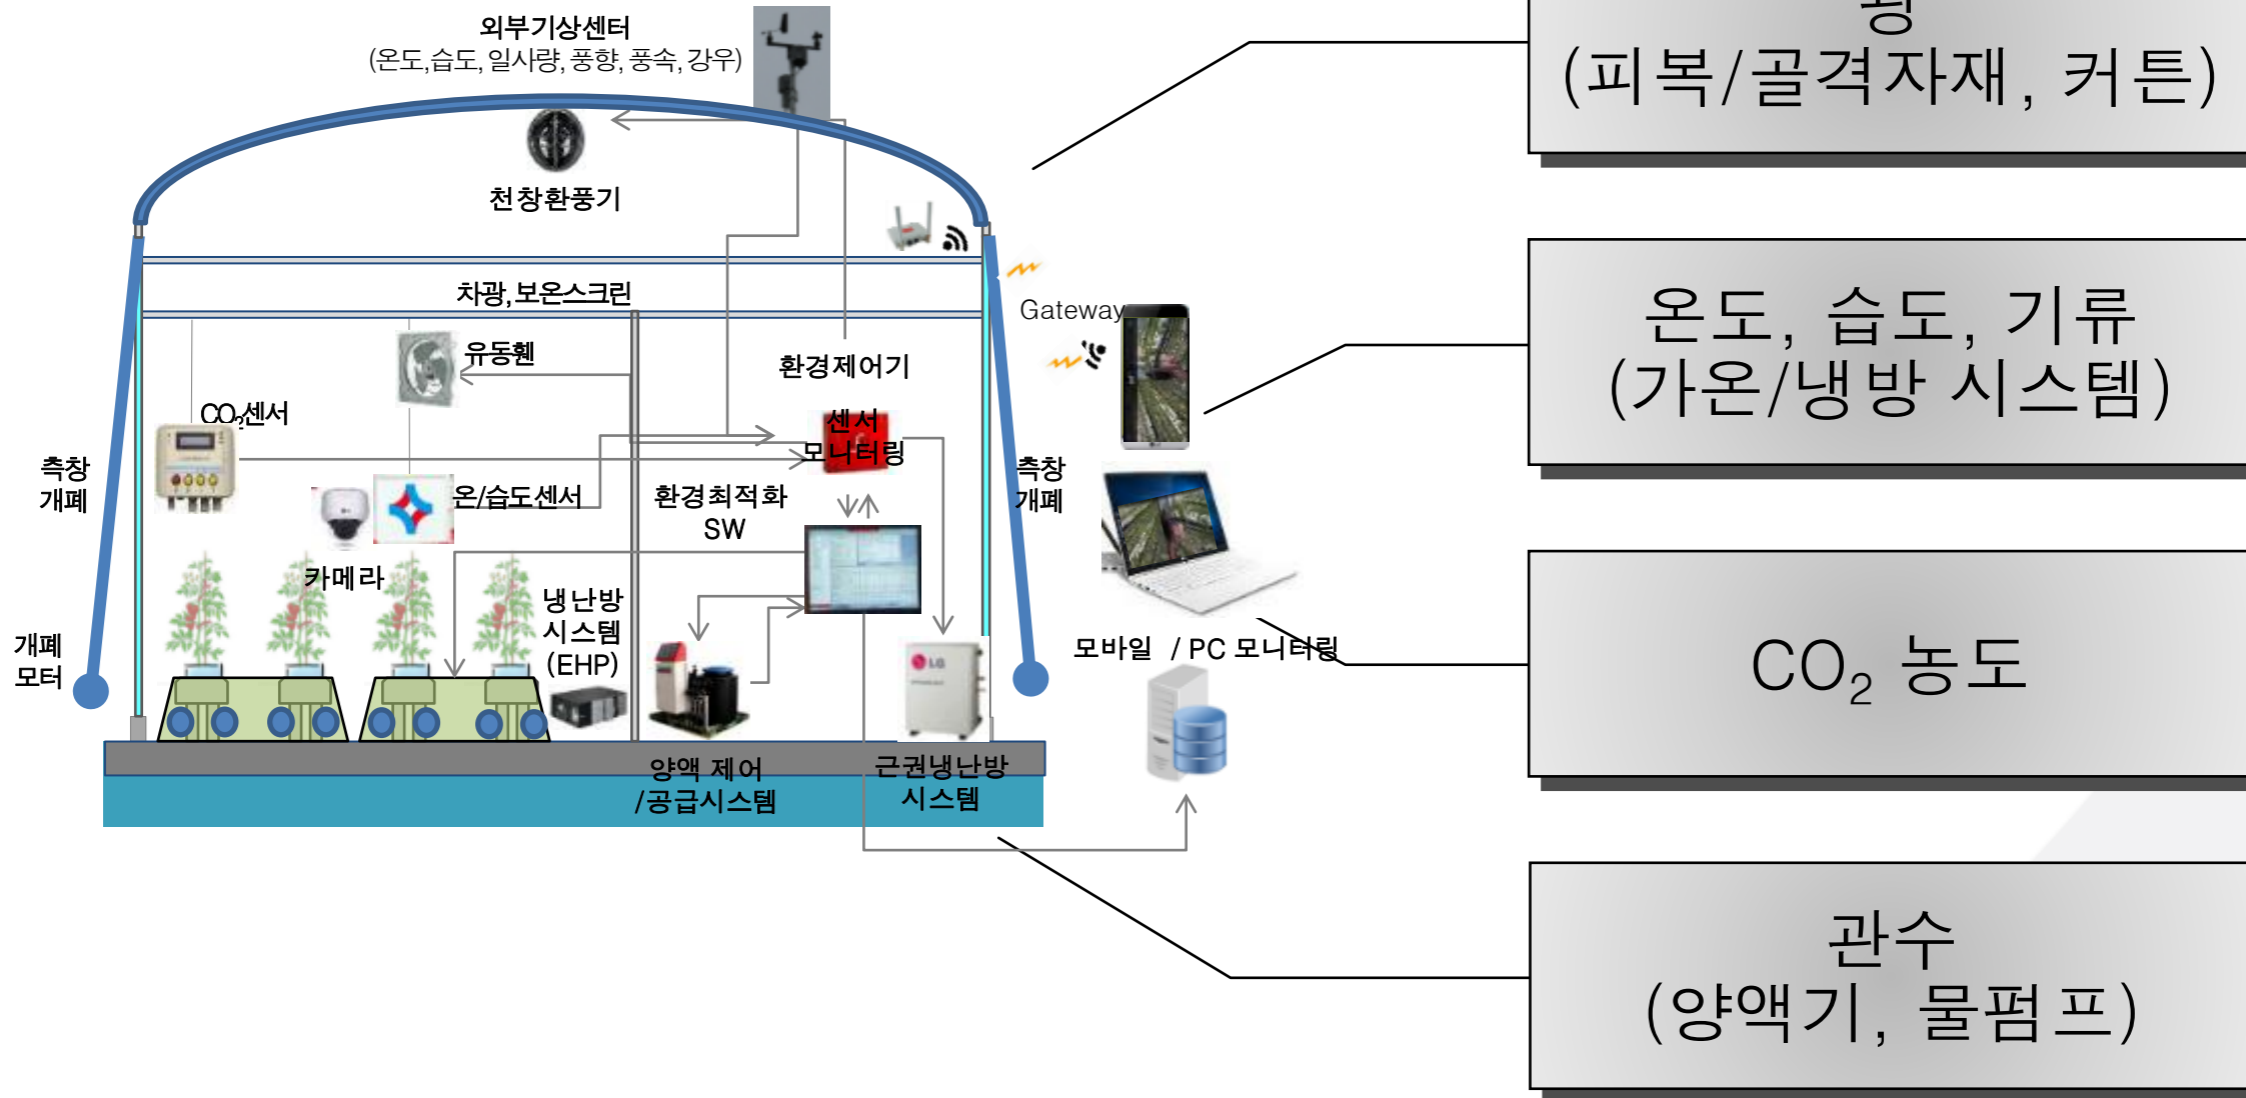 외부기상센터
(온도,습도, 일사량, 풍향, 풍속, 강우)
천창환풍기
차광,보온스크린
유동휀
환경제어기
CO₂센서
센서
모니터링
측창
개폐
온/습도센서
환경최적화
SW
카메라
냉난방
시스템
(EHP)
개폐
모터
LG
양액 제어
/공급시스템
근권냉난방
시스템
Gateway
측창
개폐
모바일 / PC 모니터링
광
(피복/골격자재, 커튼)
온도, 습도, 기류
(가온/냉방 시스템)
CO₂ 농도
관수
(양액기, 물펌프)